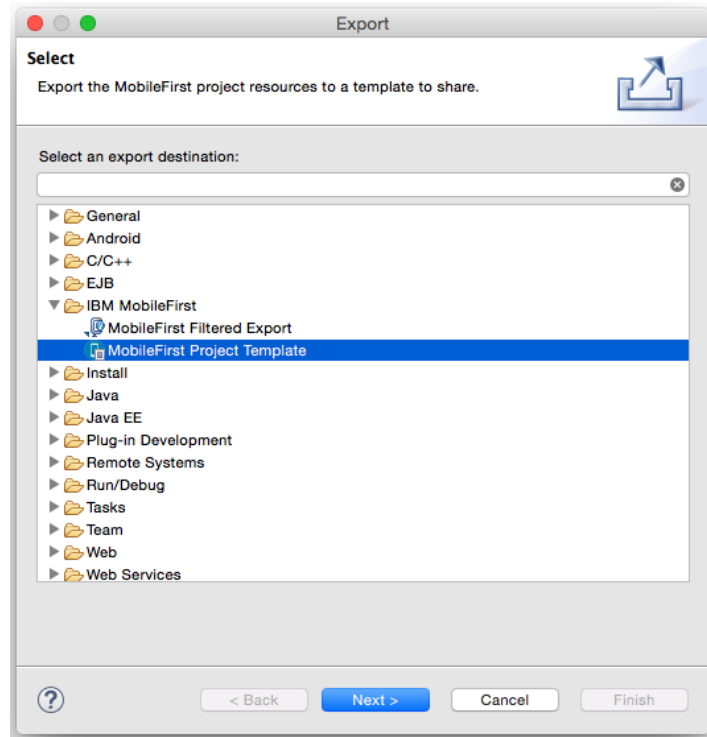 Export
Select
Export the MobileFirst project resources to a template to share.
Select an export destination:
General
Android
C/C++
EJB
IBM MobileFirst
MobileFirst Filtered Export
MobileFirst Project Template
Install
Java
Java EE
Plug-in Development
Remote Systems
Run/Debug
Tasks
Team
Web
Web Services
? < Back Next > Cancel Finish